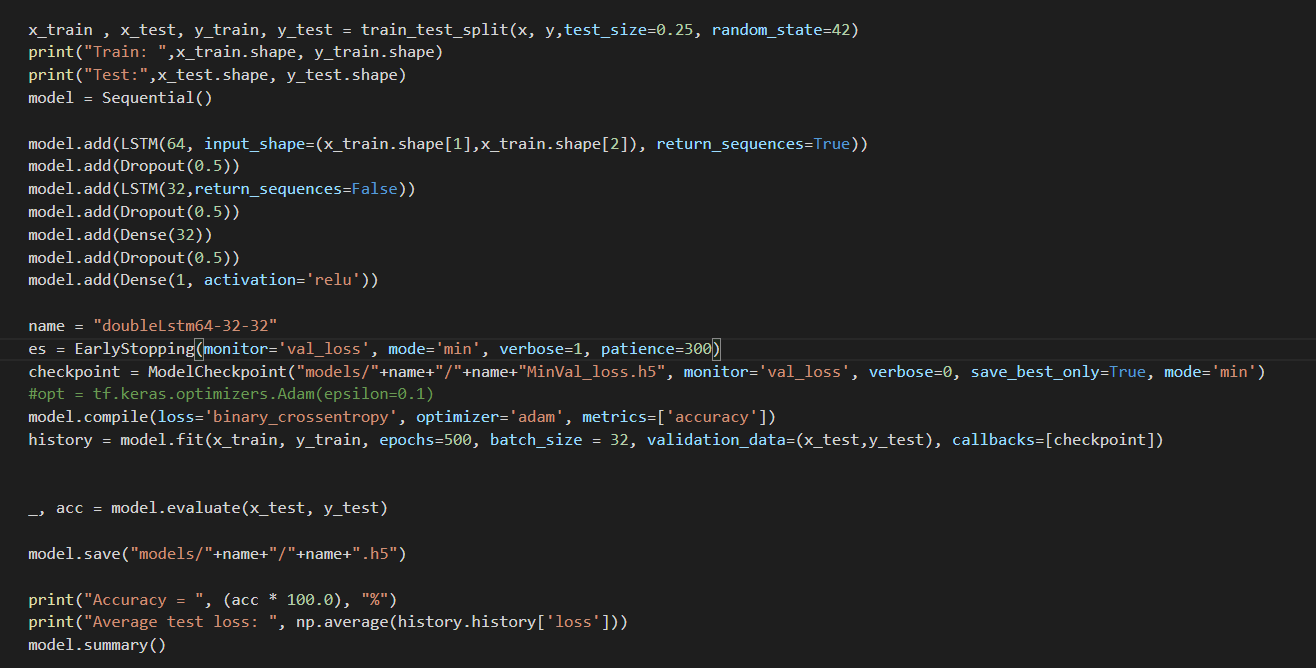 x_train , x_test, y_train, y_test = train_test_split(x, y,test_size=0.25, random_state=42)
print("Train: ",x_train.shape, y_train.shape)
print("Test:",x_test.shape, y_test.shape)
model = Sequential()
model.add(LSTM(64, input_shape=(x_train.shape[1],x_train.shape[2]), return_sequences=True))
model.add(Dropout(0.5))
model.add(LSTM(32,return_sequences=False))
model.add(Dropout(0.5))
model.add(Dense(32))
model.add(Dropout(0.5))
model.add(Dense(1, activation='relu'))
name = "doubleLstm64-32-32"
es = EarlyStopping(monitor='val_loss', mode='min', verbose=1, patience=300)
checkpoint = ModelCheckpoint("models/"+name+"/"+name+"MinVal_loss.h5", monitor='val_loss', verbose=0, save_best_only=True, mode='min')
#opt = tf.keras.optimizers.Adam(epsilon=0.1)
model.compile(loss='binary_crossentropy', optimizer='adam', metrics=['accuracy'])
history = model.fit(x_train, y_train, epochs=500, batch_size = 32, validation_data=(x_test,y_test), callbacks=[checkpoint])
_, acc = model.evaluate(x_test, y_test)
model.save("models/"+name+"/"+name+".h5")
print("Accuracy = ", (acc * 100.0), "%")
print("Average test loss: ", np.average(history.history['loss']))
model.summary()